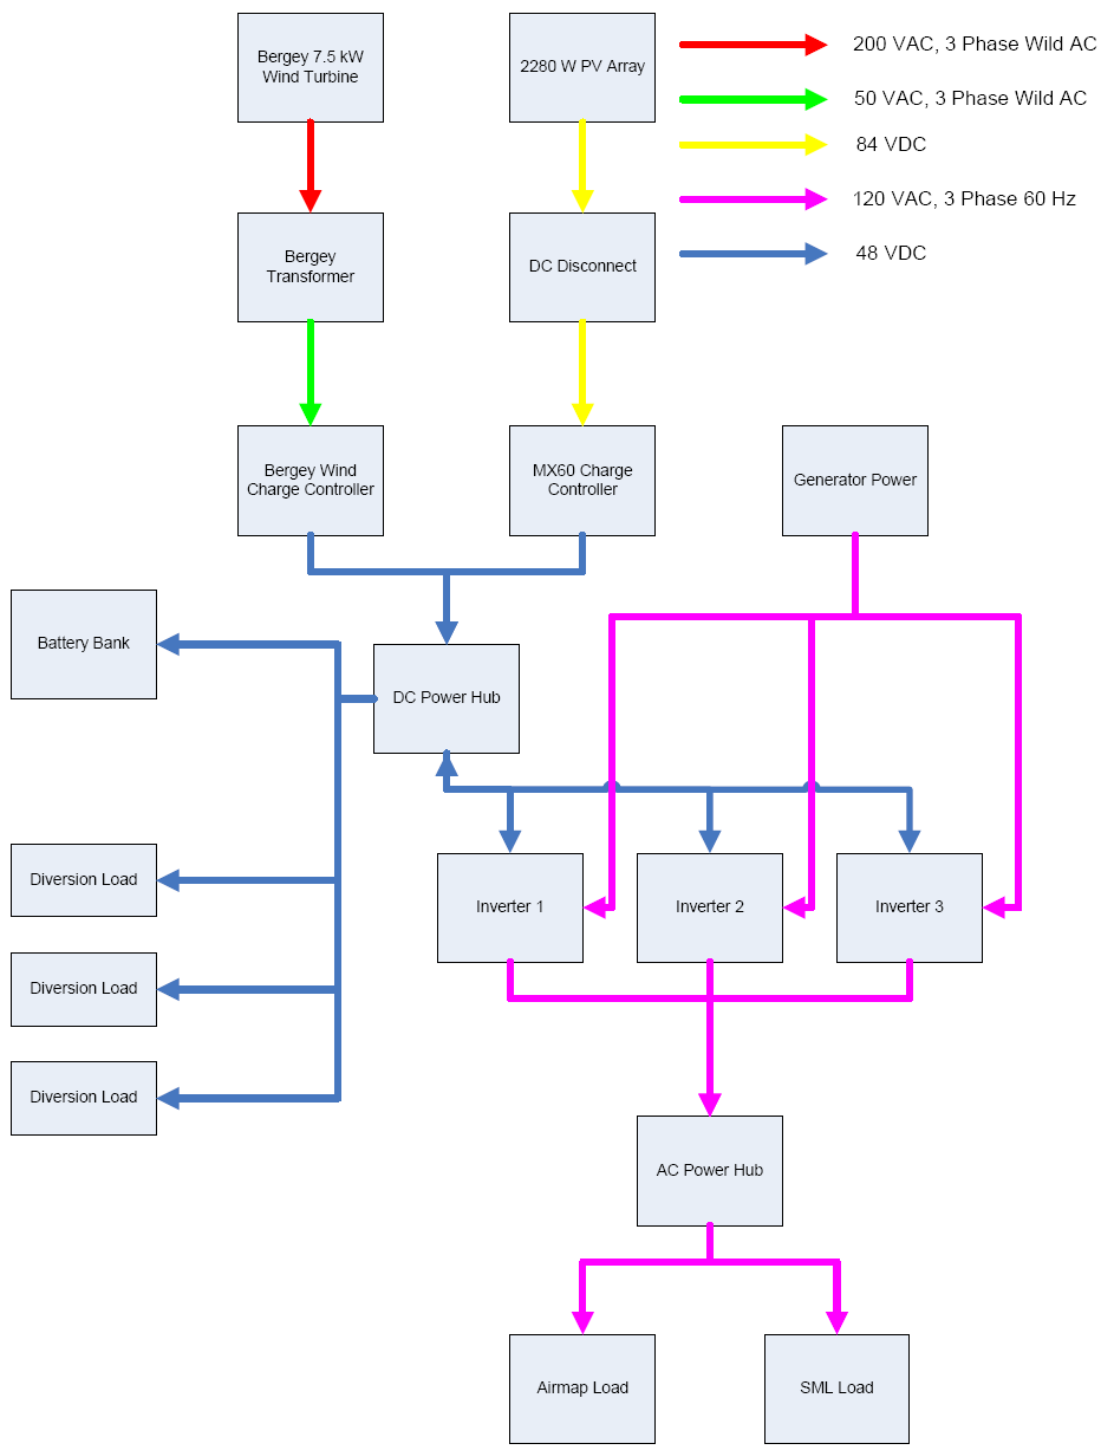 Bergey 7.5 kW
Wind Turbine
2280 W PV Array
200 VAC, 3 Phase Wild AC
50 VAC, 3 Phase Wild AC
84 VDC
120 VAC, 3 Phase 60 Hz
48 VDC
Bergey
Transformer
DC Disconnect
Bergey Wind
Charge Controller
MX60 Charge
Controller
Generator Power
Battery Bank
DC Power Hub
Diversion Load
Inverter 1
Inverter 2
Inverter 3
Diversion Load
Diversion Load
AC Power Hub
Airmap Load
SML Load